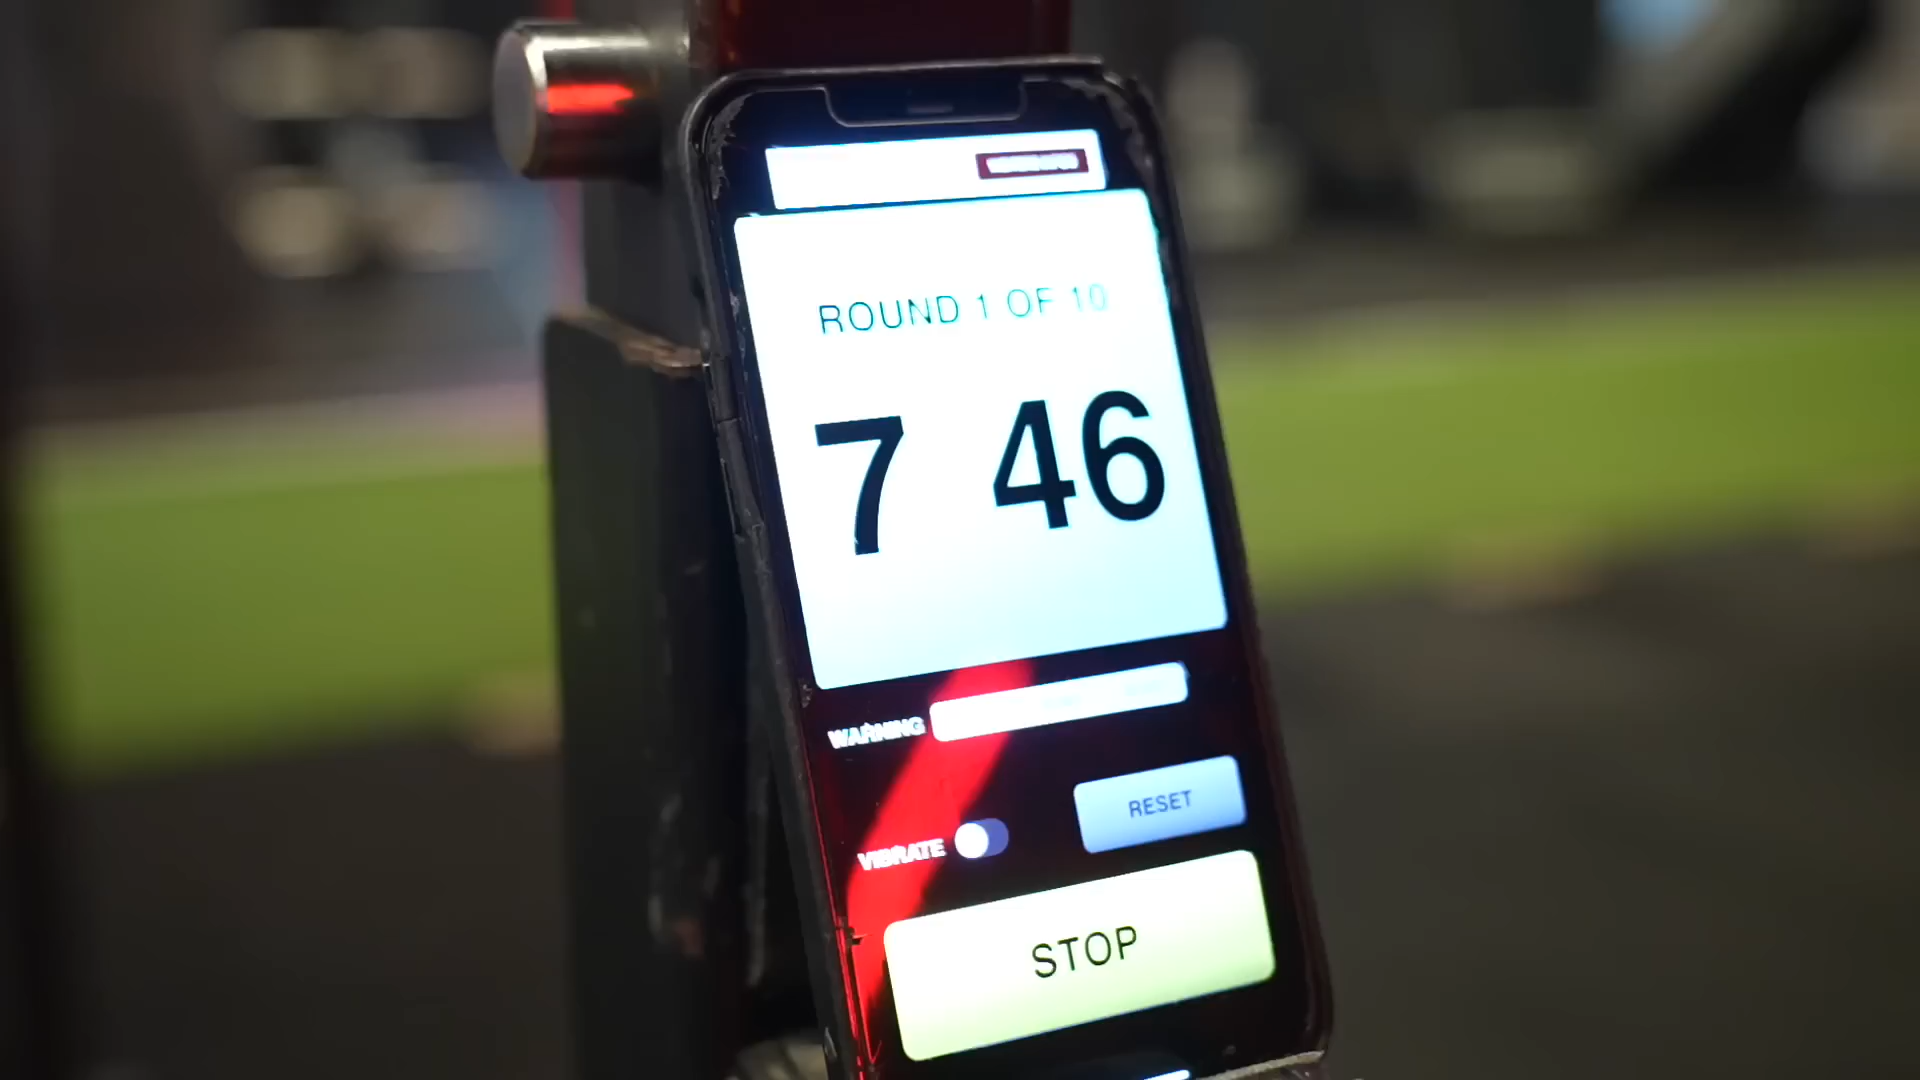 ROUND 1 OF 10
7 46
WARNING
RESET
VIBRATE
STOP